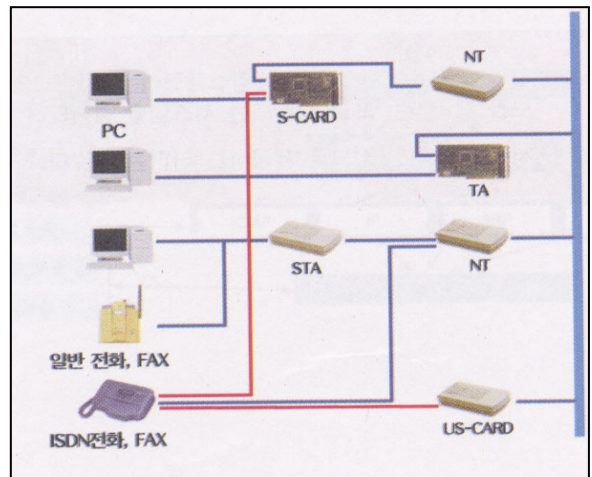 NT
PC
S-CARD
TA
STA
NT
일반 전화, FAX
ISDN전화, FAX
US-CARD